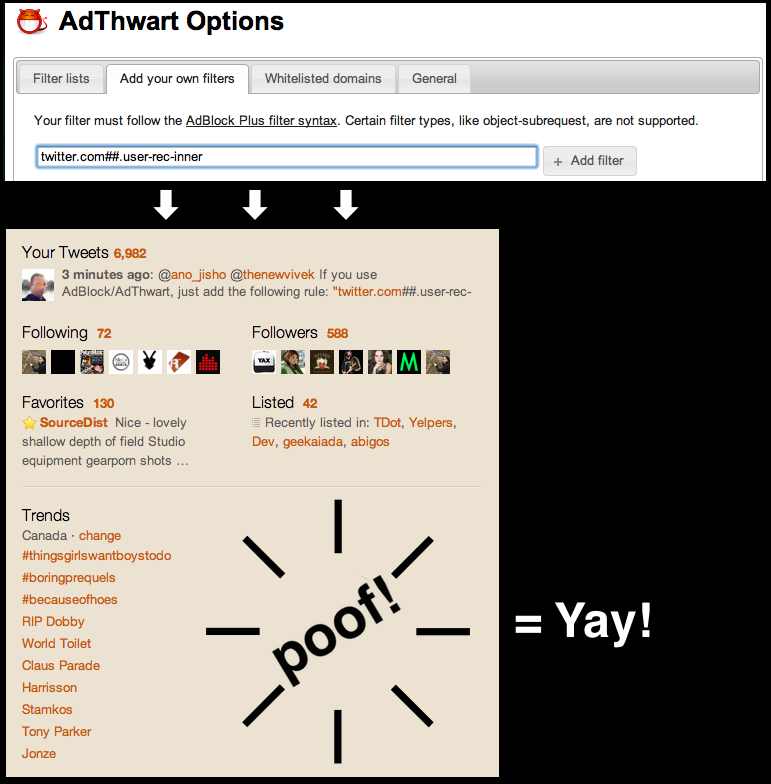 AdThwart Options
Filter lists
Add your own filters
Whitelisted domains
General
Your filter must follow the AdBlock Plus filter syntax. Certain filter types, like object-subrequest, are not supported.
twitter.com##.user-rec-inner
+ Add filter
Your Tweets 6,982
3 minutes ago: @ano_jisho @thenewvivek If you use
AdBlock/AdThwart, just add the following rule: "twitter.com##.user-rec-
Following 72
Followers 588
YAX
M
Favorites 130
SourceDist Nice - lovely
shallow depth of field Studio
equipment gearporn shots ...
Listed 42
Recently listed in: TDot, Yelpers,
Dev, geekaiada, abigos
Trends
Canada · change
#thingsgirlswantboystodo
#boringprequels
#becauseofhoes
RIP Dobby
World Toilet
Claus Parade
Harrisson
Stamkos
Tony Parker
Jonze
poof!
= Yay!